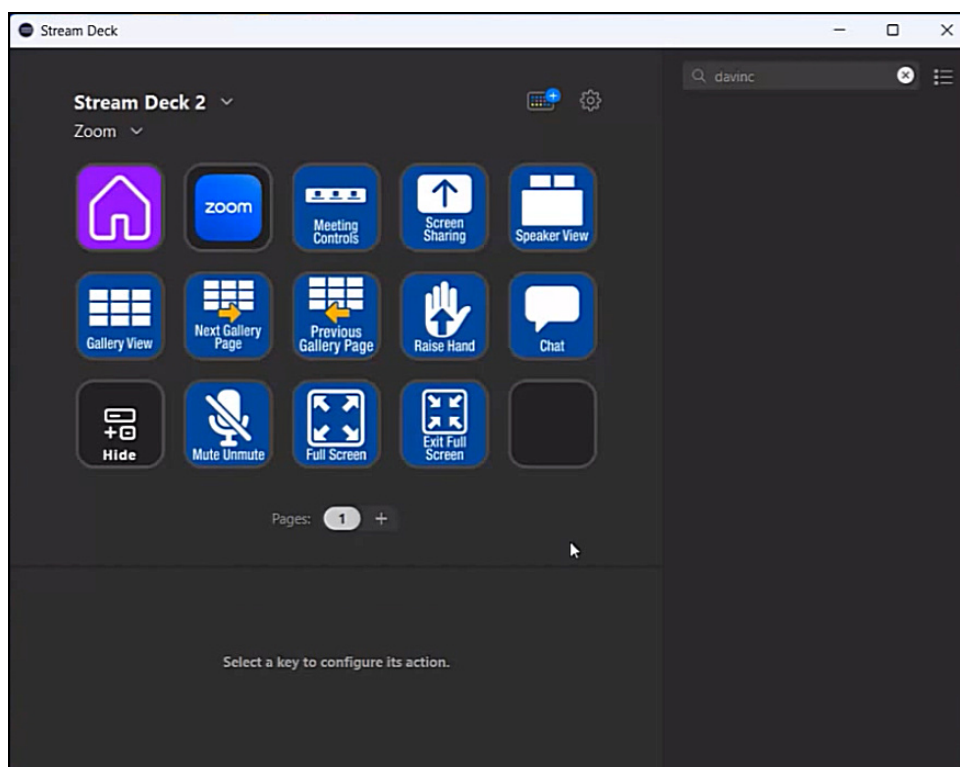 Stream Deck
davinc
Stream Deck 2
Zoom
zoom
Meeting
Controls
Screen
Sharing
Speaker View
Gallery View
Next Gallery
Page
Previous
Gallery Page
Raise Hand
Chat
Hide
Mute Unmute
Full Screen
Exit Full
Screen
Pages: 1 +
Select a key to configure its action.